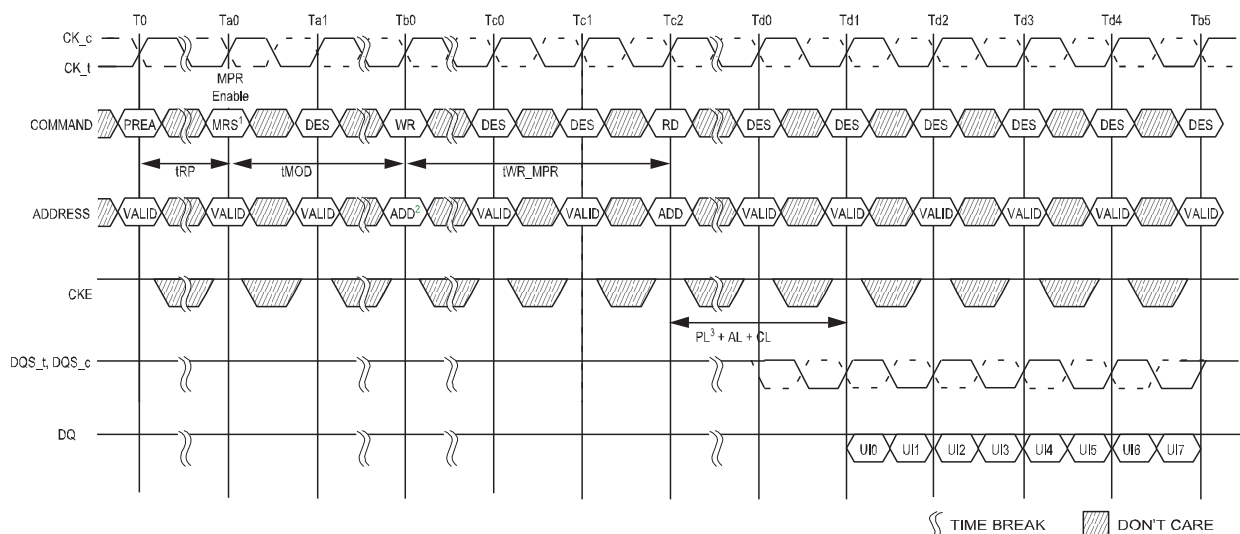 T0 Ta0 Ta1 Tb0 Tc0 Tc1 Tc2 Td0 Td1 Td2 Td3 Td4 Tb5
CK_c
CK_t
MPR
Enable
COMMAND PREA MRS1 DES WR DES DES RD DES DES DES DES DES DES
tRP tMOD tWR_MPR
ADDRESS VALID VALID VALID ADD2 VALID VALID ADD VALID VALID VALID VALID VALID VALID
CKE
PL3 + AL + CL
DQS_t, DQS_c
DQ UI0 UI1 UI2 UI3 UI4 UI5 UI6 UI7
TIME BREAK DON'T CARE